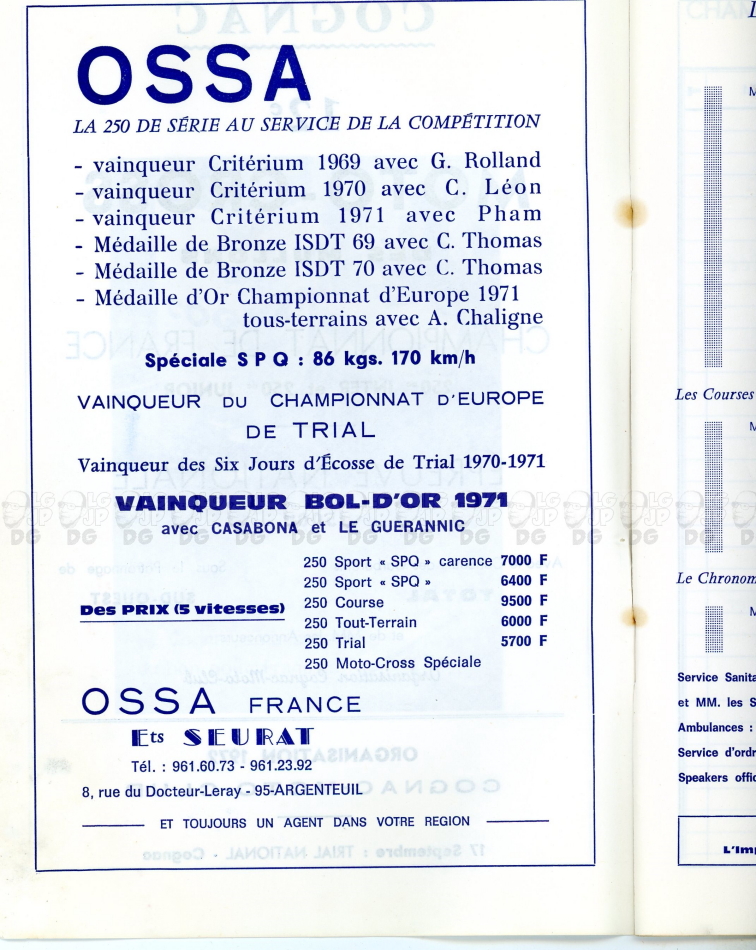 OSSA
LA 250 DE SÉRIE AU SERVICE DE LA COMPÉTITION
- vainqueur Critérium 1969 avec G. Rolland
- vainqueur Critérium 1970 avec C. Léon
- vainqueur Critérium 1971 avec Pham
- Médaille de Bronze ISDT 69 avec C. Thomas
- Médaille de Bronze ISDT 70 avec C. Thomas
- Médaille d'Or Championnat d'Europe 1971
tous-terrains avec A. Chaligne
Spéciale S P Q : 86 kgs. 170 km/h
VAINQUEUR DU CHAMPIONNAT D'EUROPE
DE TRIAL
Vainqueur des Six Jours d'Écosse de Trial 1970-1971
VAINQUEUR BOL-D'OR 1971
avec CASABONA et LE GUERANNIC
Des PRIX (5 vitesses)
250 Sport « SPQ » carence 7000 F
250 Sport « SPQ » 6400 F
250 Course 9500 F
250 Tout-Terrain 6000 F
250 Trial 5700 F
250 Moto-Cross Spéciale
OSSA FRANCE
Ets SEURAT
Tél. : 961.60.73 - 961.23.92
8, rue du Docteur-Leray - 95-ARGENTEUIL
ET TOUJOURS UN AGENT DANS VOTRE REGION
Les Courses
Le Chronom
Service Sanita
et MM. les S
Ambulances :
Service d'ordr
Speakers offic
L'Imp